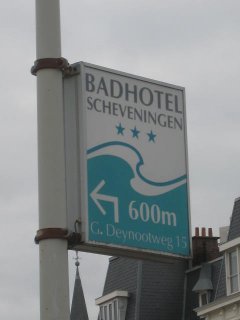 BADHOTEL
SCHEVENINGEN
600m
G. Deynootweg 15